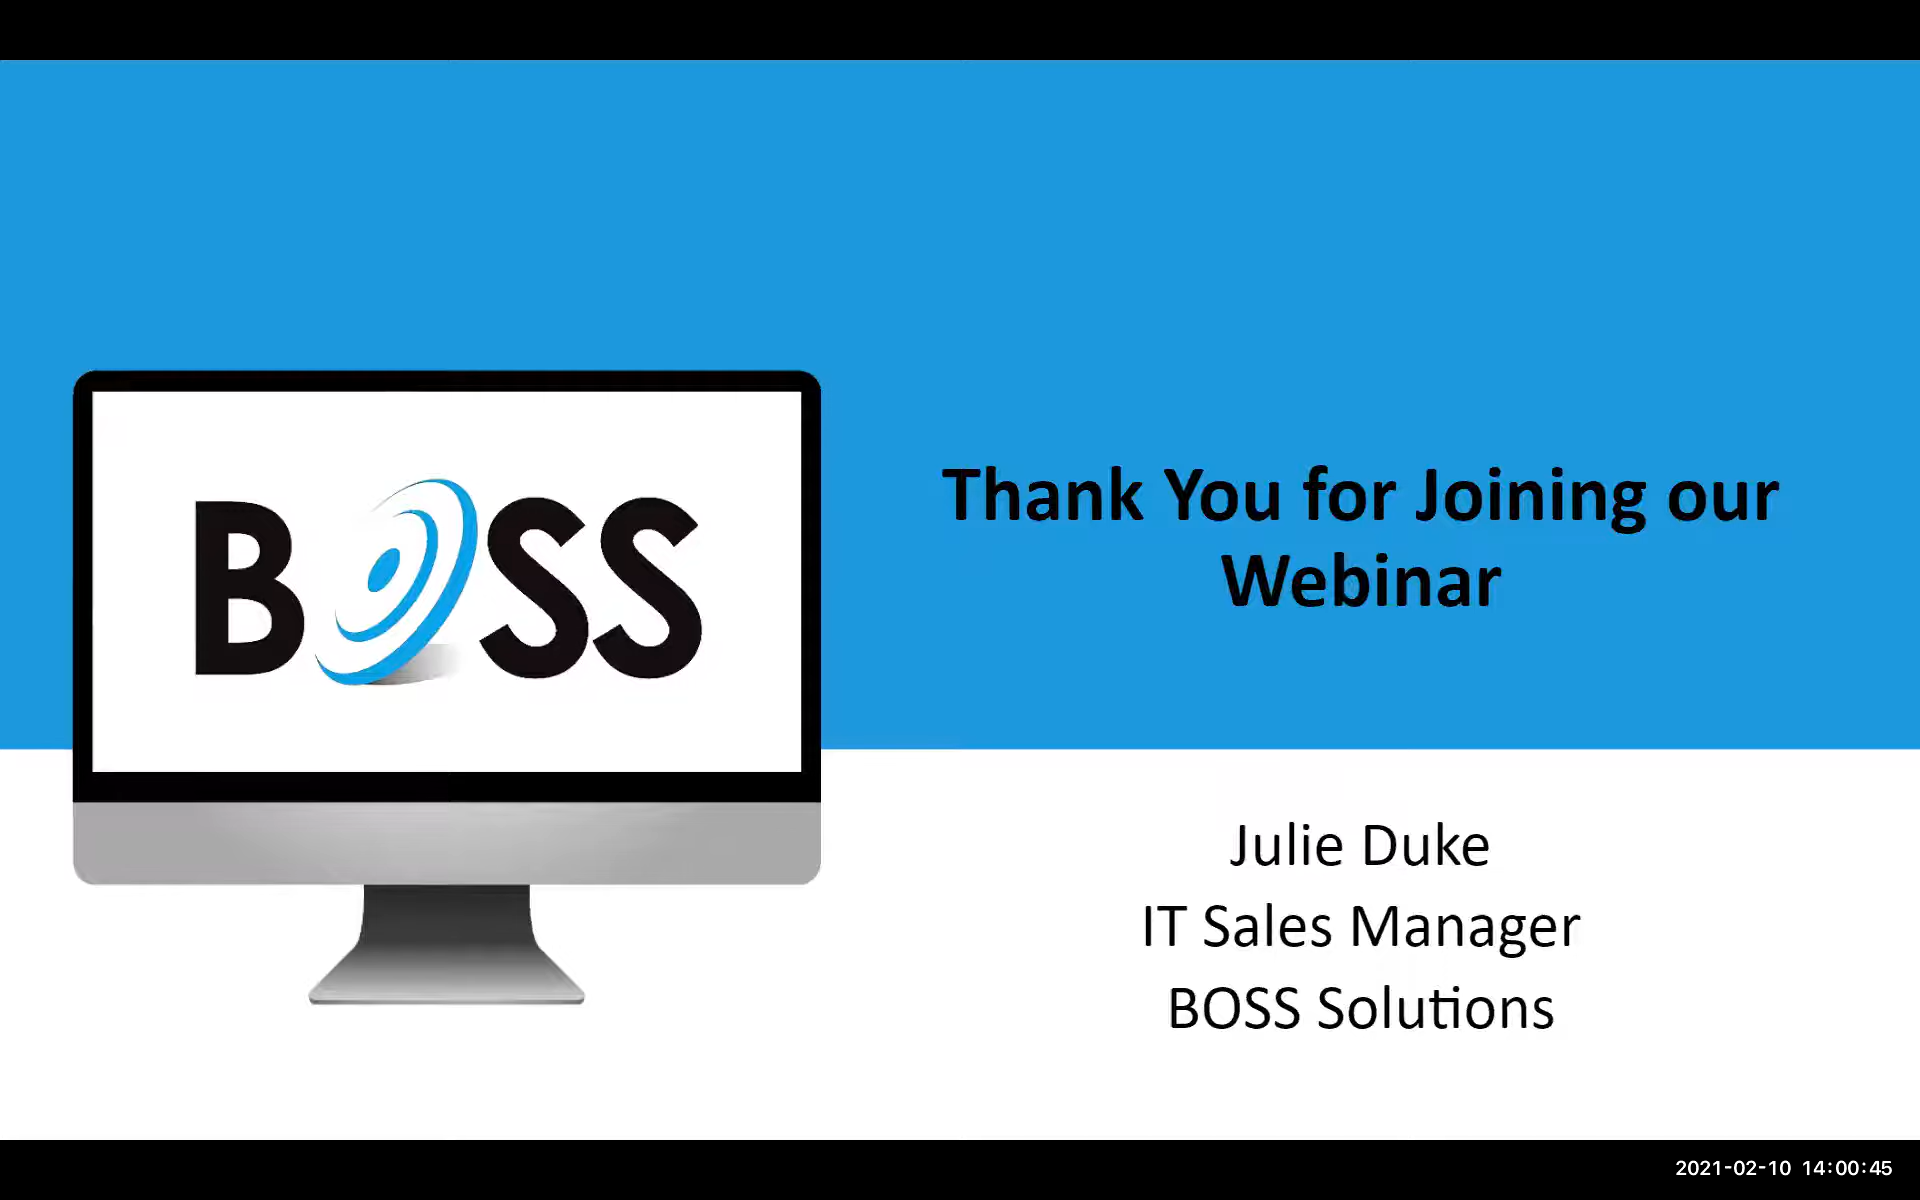 BOSS
Thank You for Joining our
Webinar
Julie Duke
IT Sales Manager
BOSS Solutions
2021-02-10 14:00:45